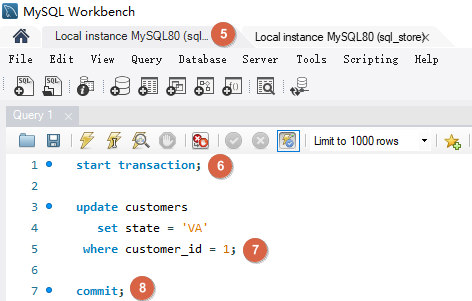 MySQL Workbench
Local instance MySQL80 (sql... 5 Local instance MySQL80 (sql_store) ×
File Edit View Query Database Server Tools Scripting Help
SQL SQL
Query 1 ×
Limit to 1000 rows
1 start transaction; 6
2
3 update customers
4 set state = 'VA'
5 where customer_id = 1; 7
6
7 commit; 8